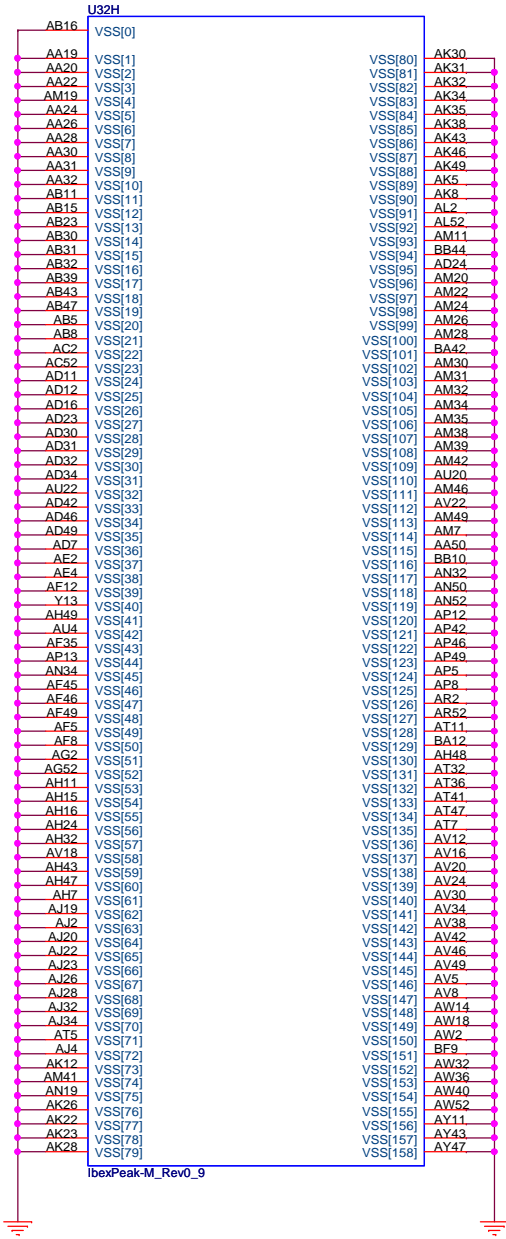 U32H
AB16 VSS[0]
AA19 VSS[1] VSS[80] AK30
AA20 VSS[2] VSS[81] AK31
AA22 VSS[3] VSS[82] AK32
AM19 VSS[4] VSS[83] AK34
AA24 VSS[5] VSS[84] AK35
AA26 VSS[6] VSS[85] AK38
AA28 VSS[7] VSS[86] AK43
AA30 VSS[8] VSS[87] AK46
AA31 VSS[9] VSS[88] AK49
AA32 VSS[10] VSS[89] AK5
AB11 VSS[11] VSS[90] AK8
AB15 VSS[12] VSS[91] AL2
AB23 VSS[13] VSS[92] AL52
AB30 VSS[14] VSS[93] AM11
AB31 VSS[15] VSS[94] BB44
AB32 VSS[16] VSS[95] AD24
AB39 VSS[17] VSS[96] AM20
AB43 VSS[18] VSS[97] AM22
AB47 VSS[19] VSS[98] AM24
AB5 VSS[20] VSS[99] AM26
AB8 VSS[21] VSS[100] AM28
AC2 VSS[22] VSS[101] BA42
AC52 VSS[23] VSS[102] AM30
AD11 VSS[24] VSS[103] AM31
AD12 VSS[25] VSS[104] AM32
AD16 VSS[26] VSS[105] AM34
AD23 VSS[27] VSS[106] AM35
AD30 VSS[28] VSS[107] AM38
AD31 VSS[29] VSS[108] AM39
AD32 VSS[30] VSS[109] AM42
AD34 VSS[31] VSS[110] AU20
AU22 VSS[32] VSS[111] AM46
AD42 VSS[33] VSS[112] AV22
AD46 VSS[34] VSS[113] AM49
AD49 VSS[35] VSS[114] AM7
AD7 VSS[36] VSS[115] AA50
AE2 VSS[37] VSS[116] BB10
AE4 VSS[38] VSS[117] AN32
AF12 VSS[39] VSS[118] AN50
Y13 VSS[40] VSS[119] AN52
AH49 VSS[41] VSS[120] AP12
AU4 VSS[42] VSS[121] AP42
AF35 VSS[43] VSS[122] AP46
AP13 VSS[44] VSS[123] AP49
AN34 VSS[45] VSS[124] AP5
AF45 VSS[46] VSS[125] AP8
AF46 VSS[47] VSS[126] AR2
AF49 VSS[48] VSS[127] AR52
AF5 VSS[49] VSS[128] AT11
AF8 VSS[50] VSS[129] BA12
AG2 VSS[51] VSS[130] AH48
AG52 VSS[52] VSS[131] AT32
AH11 VSS[53] VSS[132] AT36
AH15 VSS[54] VSS[133] AT41
AH16 VSS[55] VSS[134] AT47
AH24 VSS[56] VSS[135] AT7
AH32 VSS[57] VSS[136] AV12
AV18 VSS[58] VSS[137] AV16
AH43 VSS[59] VSS[138] AV20
AH47 VSS[60] VSS[139] AV24
AH7 VSS[61] VSS[140] AV30
AJ19 VSS[62] VSS[141] AV34
AJ2 VSS[63] VSS[142] AV38
AJ20 VSS[64] VSS[143] AV42
AJ22 VSS[65] VSS[144] AV46
AJ23 VSS[66] VSS[145] AV49
AJ26 VSS[67] VSS[146] AV5
AJ28 VSS[68] VSS[147] AV8
AJ32 VSS[69] VSS[148] AW14
AJ34 VSS[70] VSS[149] AW18
AT5 VSS[71] VSS[150] AW2
AJ4 VSS[72] VSS[151] BF9
AK12 VSS[73] VSS[152] AW32
AM41 VSS[74] VSS[153] AW36
AN19 VSS[75] VSS[154] AW40
AK26 VSS[76] VSS[155] AW52
AK22 VSS[77] VSS[156] AY11
AK23 VSS[78] VSS[157] AY43
AK28 VSS[79] VSS[158] AY47
IbexPeak-M_Rev0_9